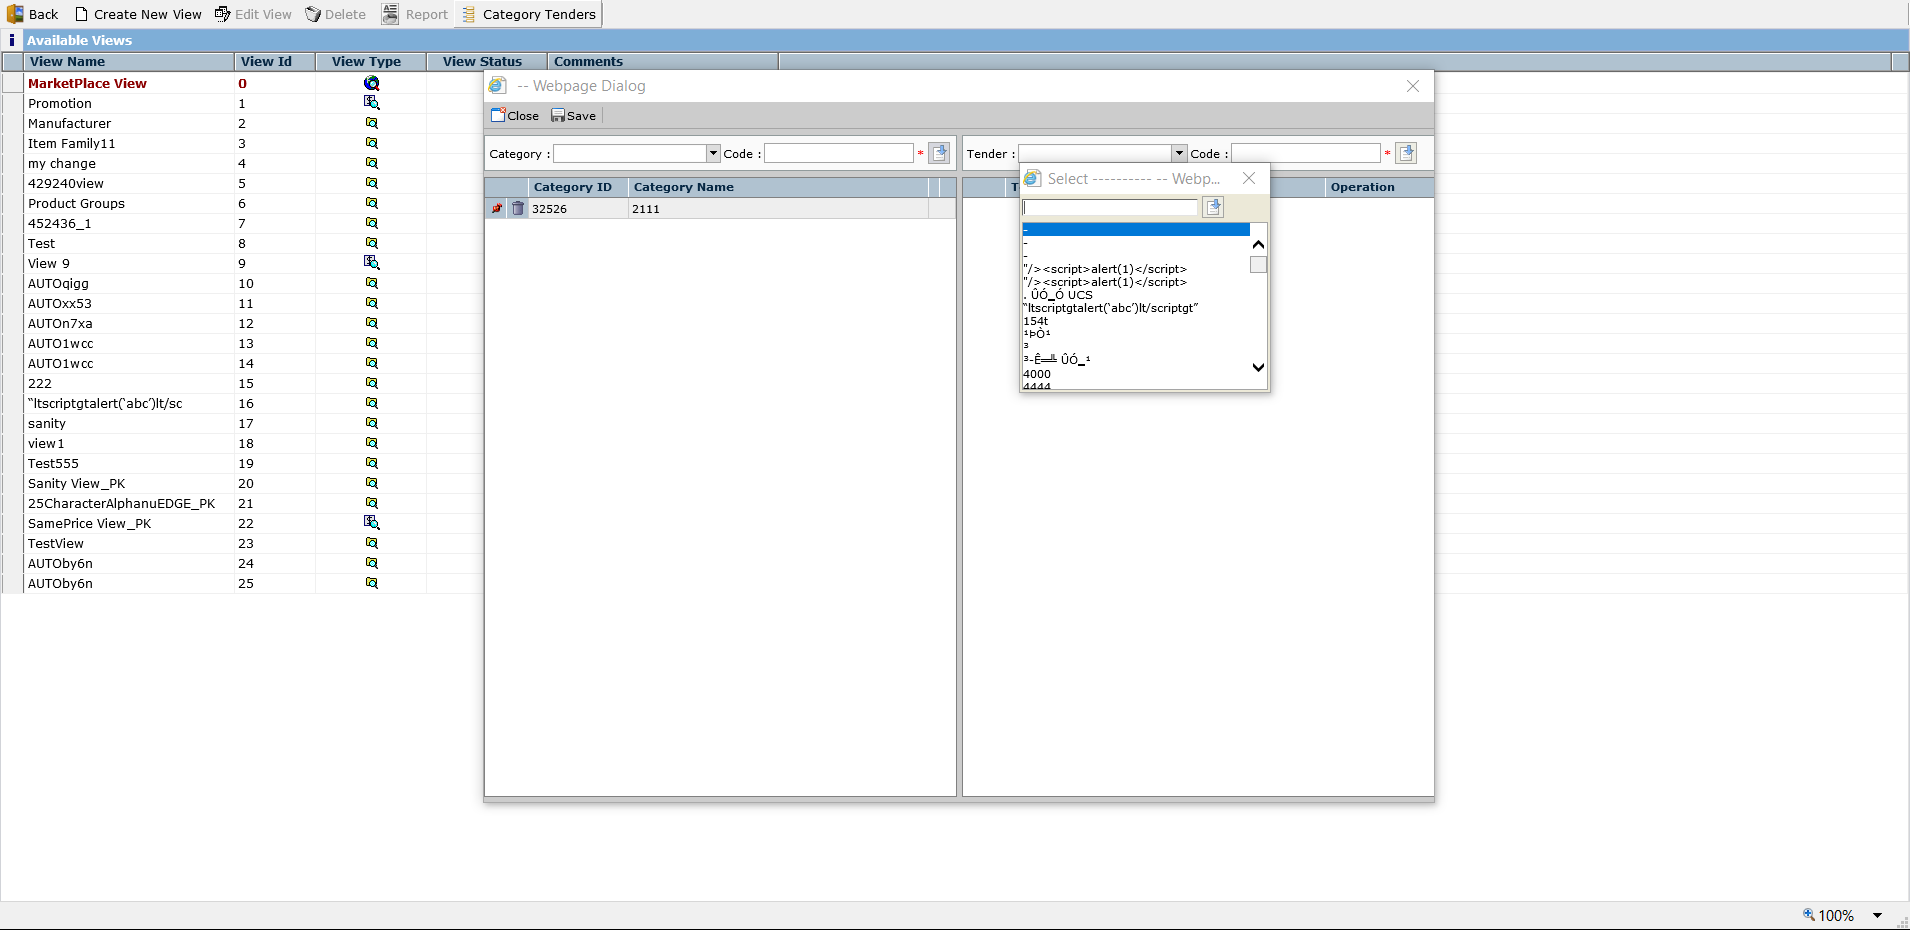 Back Create New View Edit View Delete Report Category Tenders
i Available Views
View Name View Id View Type View Status Comments
MarketPlace View 0
Promotion 1
Manufacturer 2
Item Family11 3
my change 4
429240view 5
Product Groups 6
452436_1 7
Test 8
View 9 9
AUTOqigg 10
AUTOxx53 11
AUTOn7xa 12
AUTO1wcc 13
AUTO1wcc 14
222 15
“ltscriptgtalert(‘abc’)lt/sc 16
sanity 17
view1 18
Test555 19
Sanity View_PK 20
25CharacterAlphanuEDGE_PK 21
SamePrice View_PK 22
TestView 23
AUTOby6n 24
AUTOby6n 25
-- Webpage Dialog
Close Save
Category : Code : *
Category ID Category Name
32526 2111
Tender : Code : *
Operation
Select ---------- -- Webp...
-
-
-
"/><script>alert(1)</script>
"/><script>alert(1)</script>
. ÛÓ_Ó UCS
“ltscriptgtalert(‘abc’)lt/scriptgt”
154t
¹ÞÒ¹
³
³-Ê═╩ ÛÓ_¹
4000
4444
100%